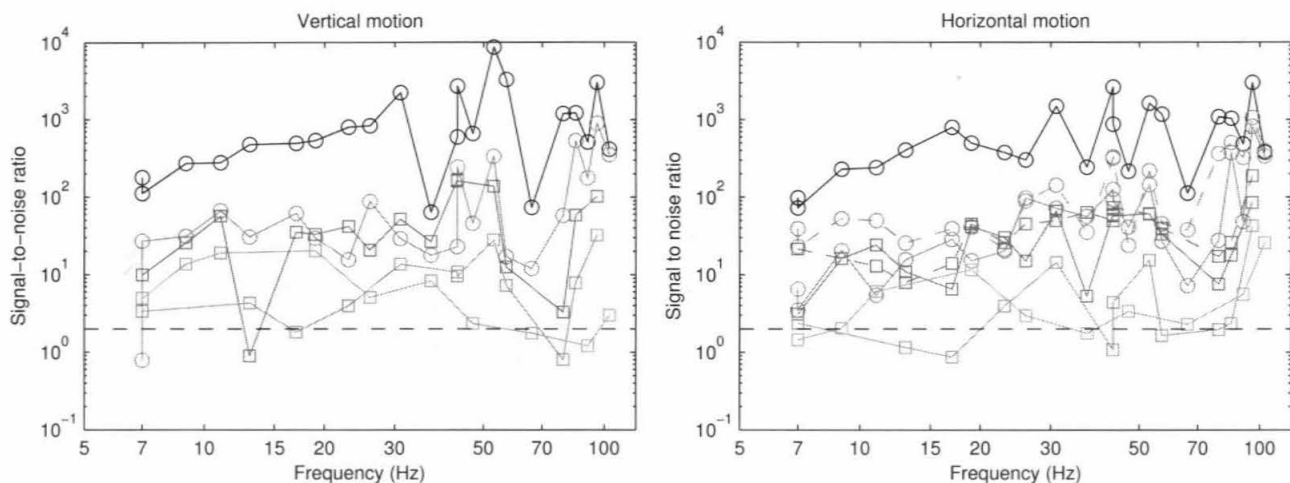 Vertical motion
Signal-to-noise ratio
10^4
10^3
10^2
10^1
10^0
10^-1
5 7 10 15 20 30 50 70 100
Frequency (Hz)
Horizontal motion
Signal to noise ratio
10^4
10^3
10^2
10^1
10^0
10^-1
5 7 10 15 20 30 50 70 100
Frequency (Hz)